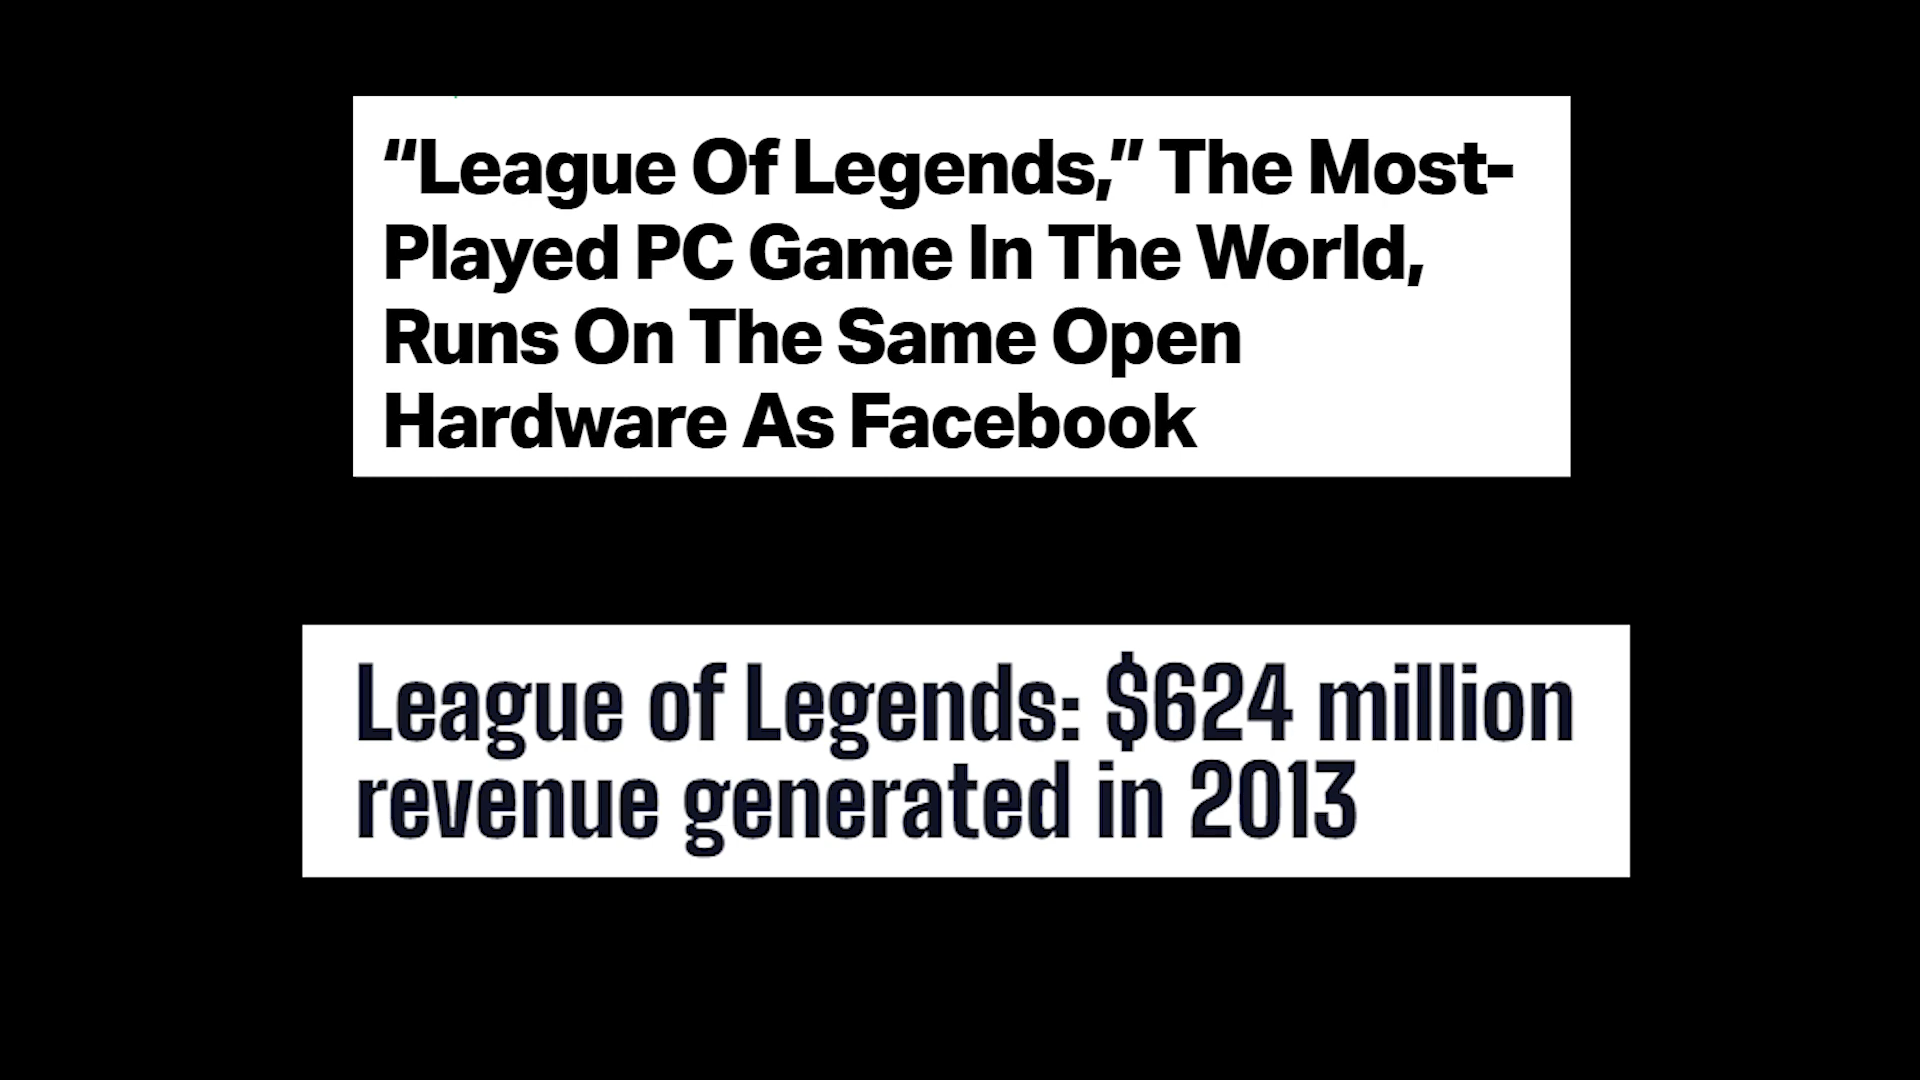 “League Of Legends,” The Most-
Played PC Game In The World,
Runs On The Same Open
Hardware As Facebook
League of Legends: $624 million
revenue generated in 2013